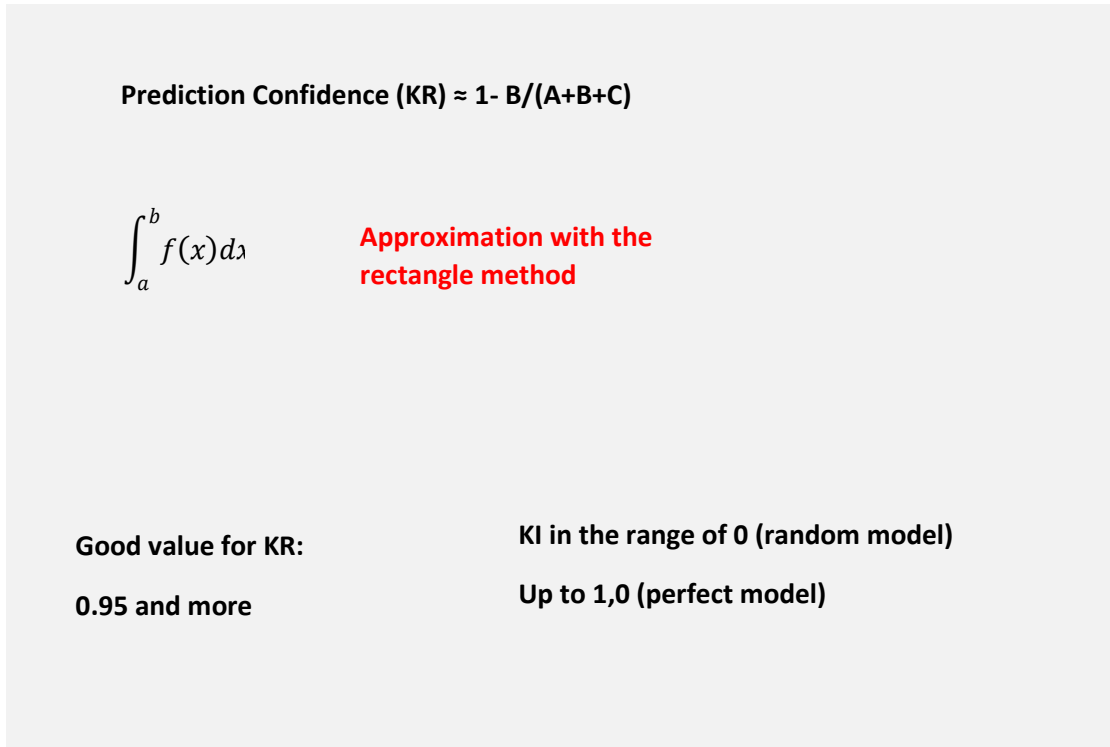 Prediction Confidence (KR) ≈ 1- B/(A+B+C)
∫_a^b f(x)dx
Approximation with the
rectangle method
Good value for KR:
0.95 and more
KI in the range of 0 (random model)
Up to 1,0 (perfect model)